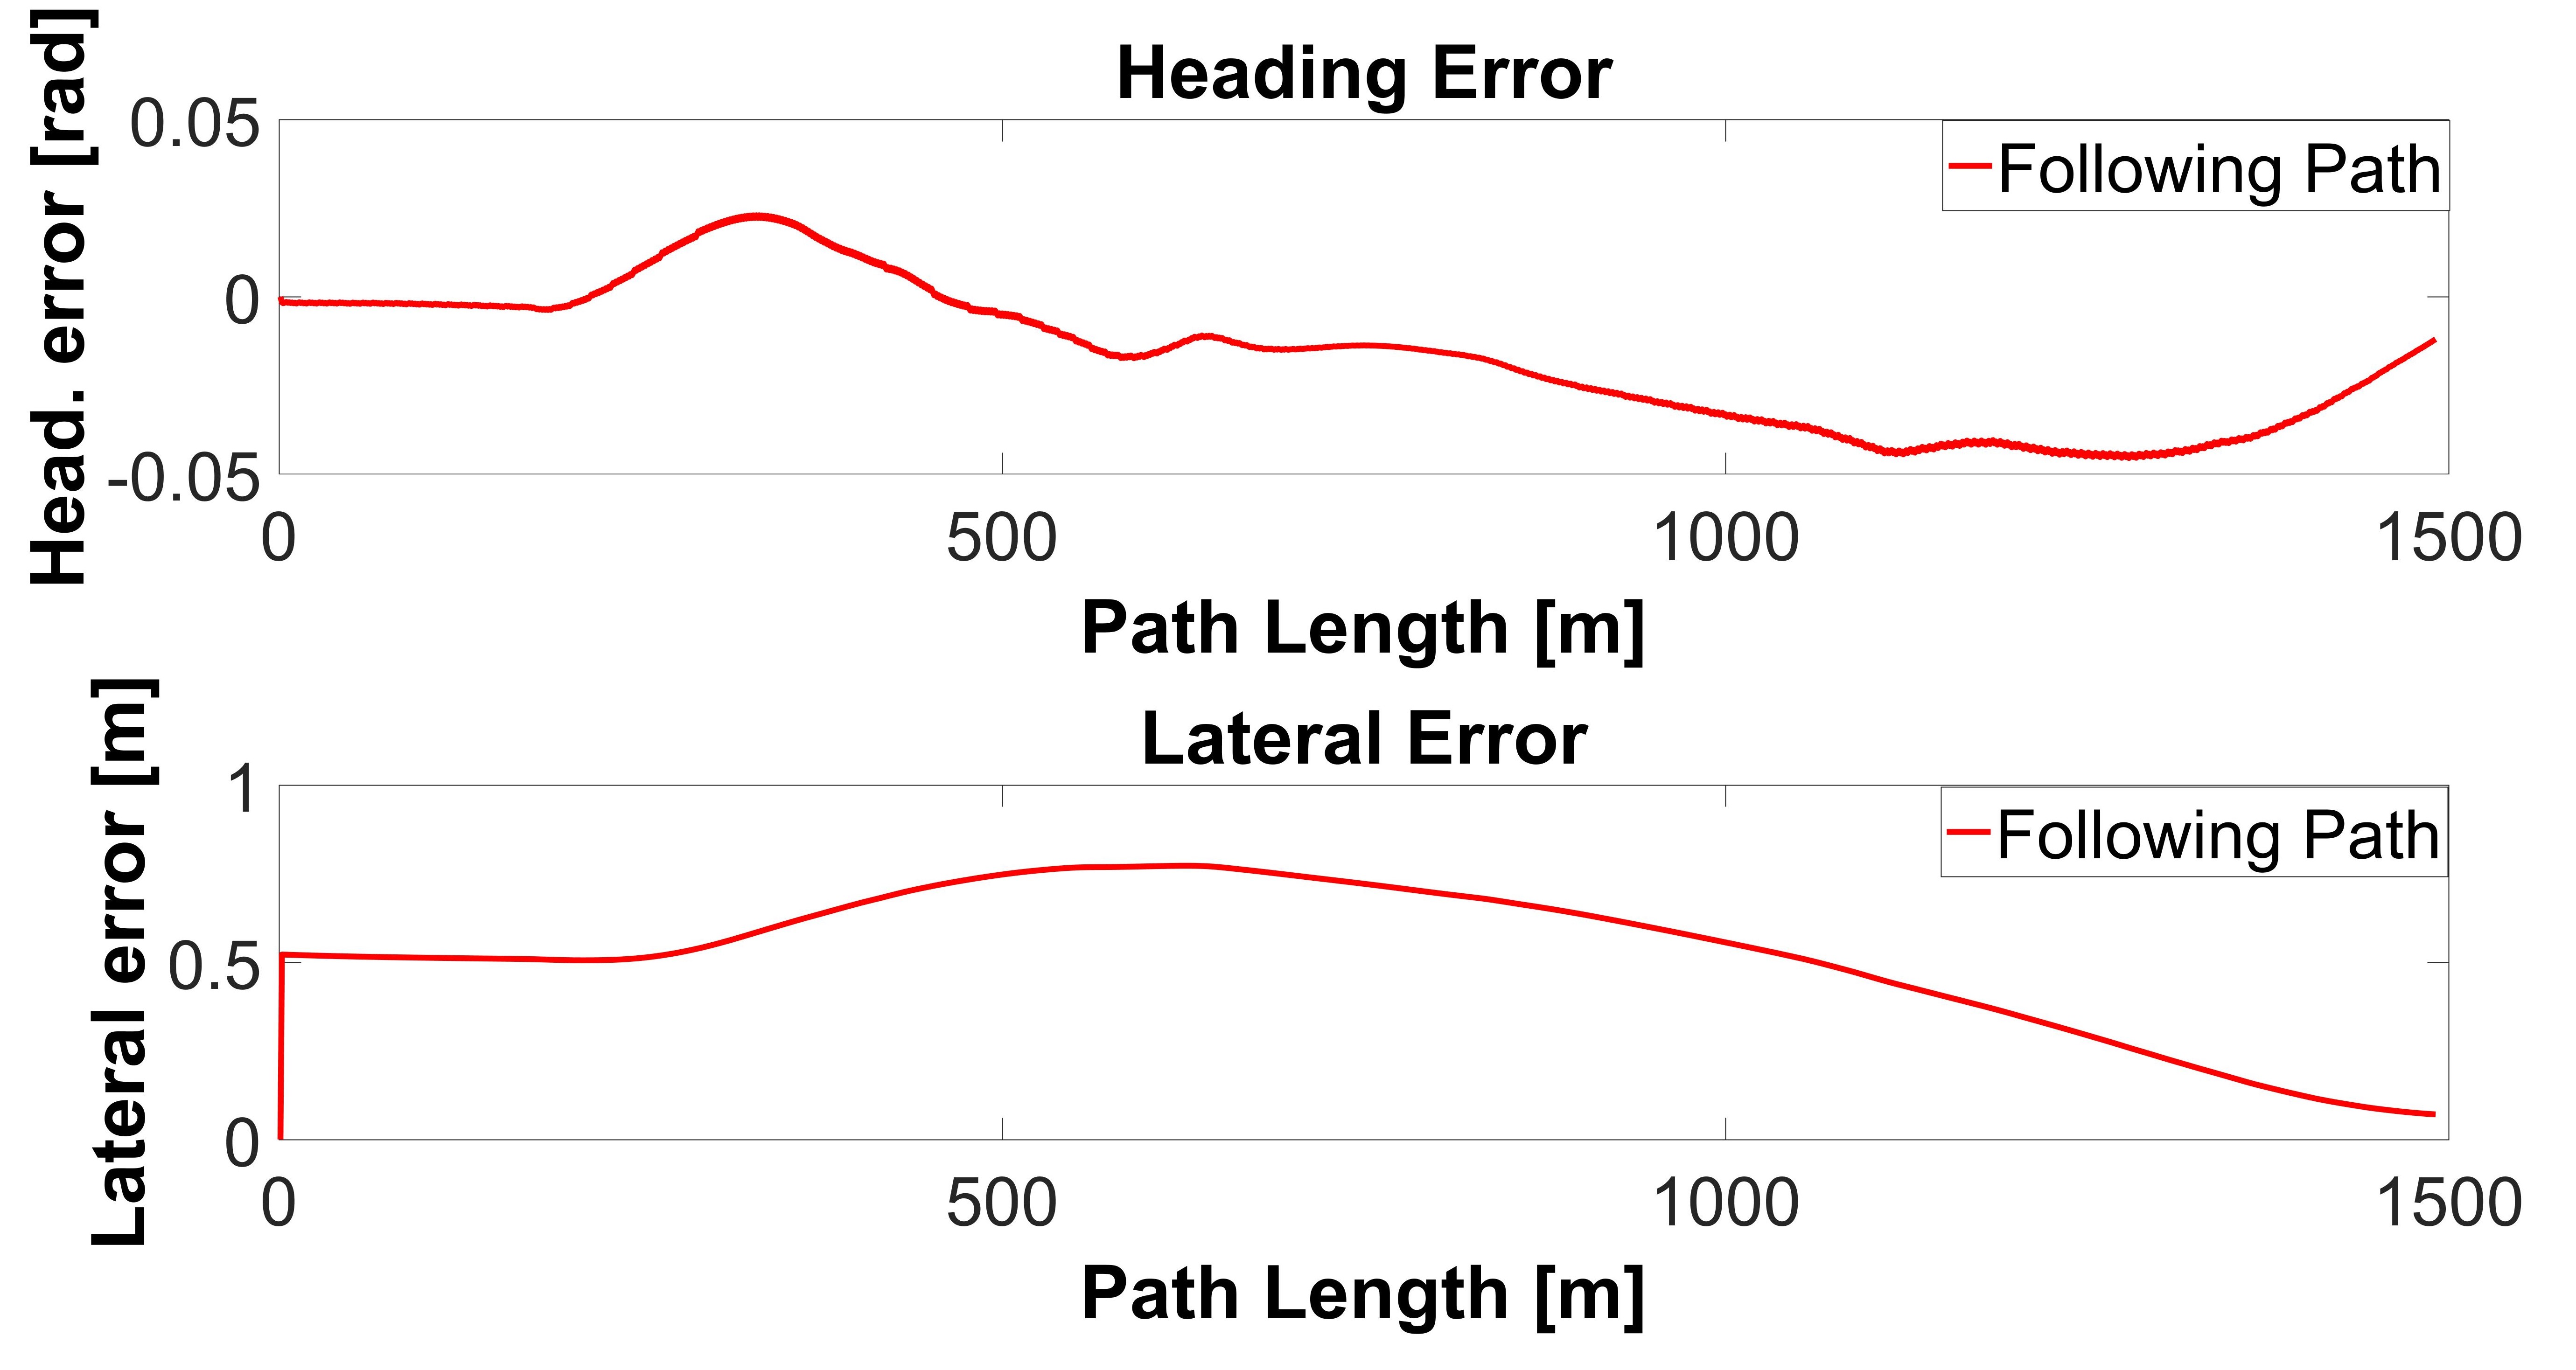 Heading Error
Head. error [rad]
0.05
0
-0.05
Following Path
0 500 1000 1500
Path Length [m]
Lateral Error
Lateral error [m]
1
0.5
0
Following Path
0 500 1000 1500
Path Length [m]